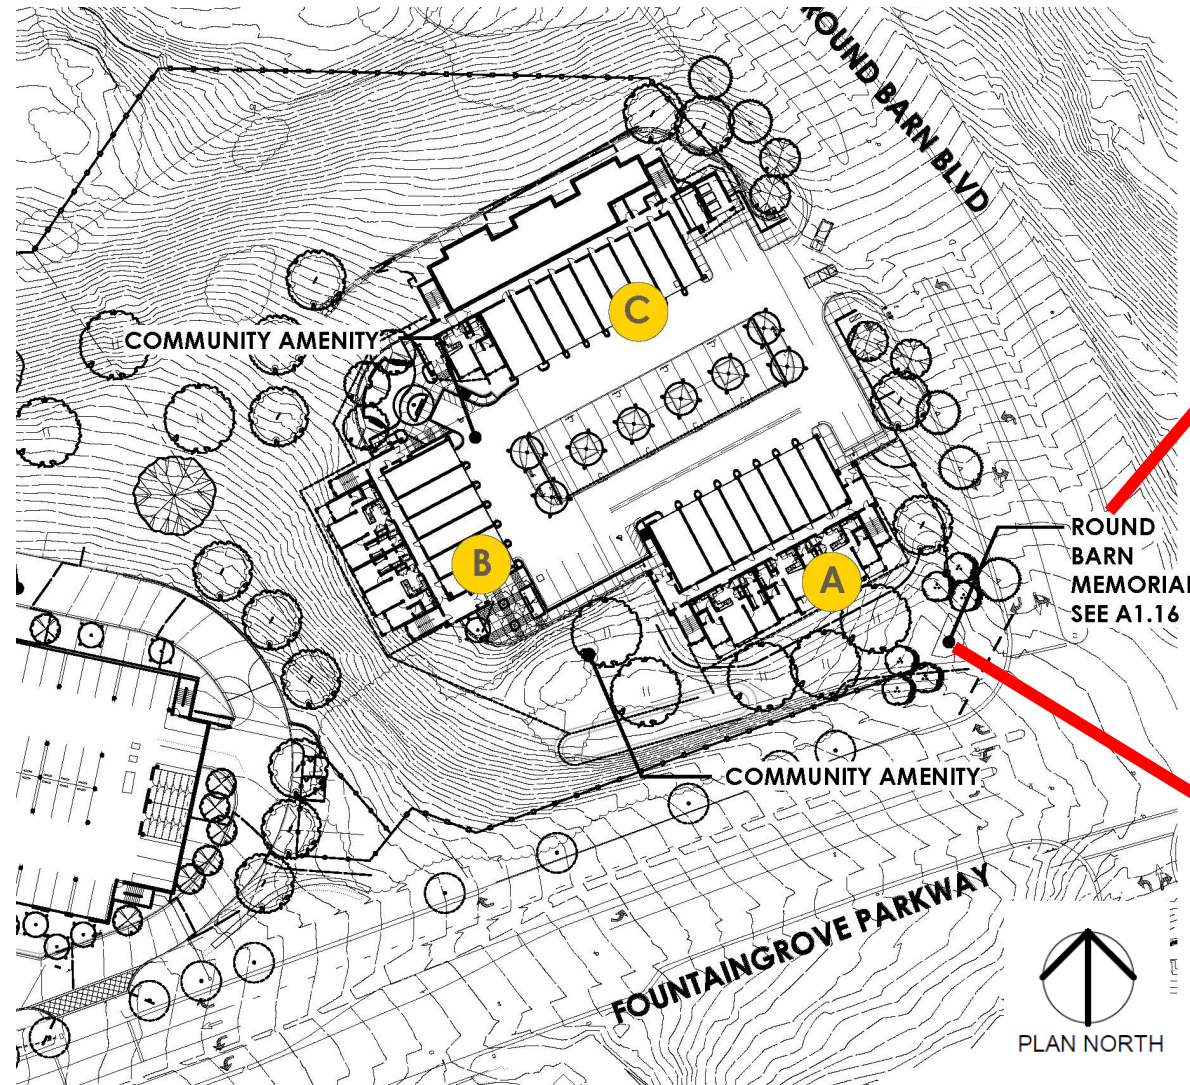 ROUND BARN BLVD
C
COMMUNITY AMENITY
B
A
ROUND
BARN
MEMORIAL
SEE A1.16
COMMUNITY AMENITY
FOUNTAINGROVE PARKWAY
PLAN NORTH